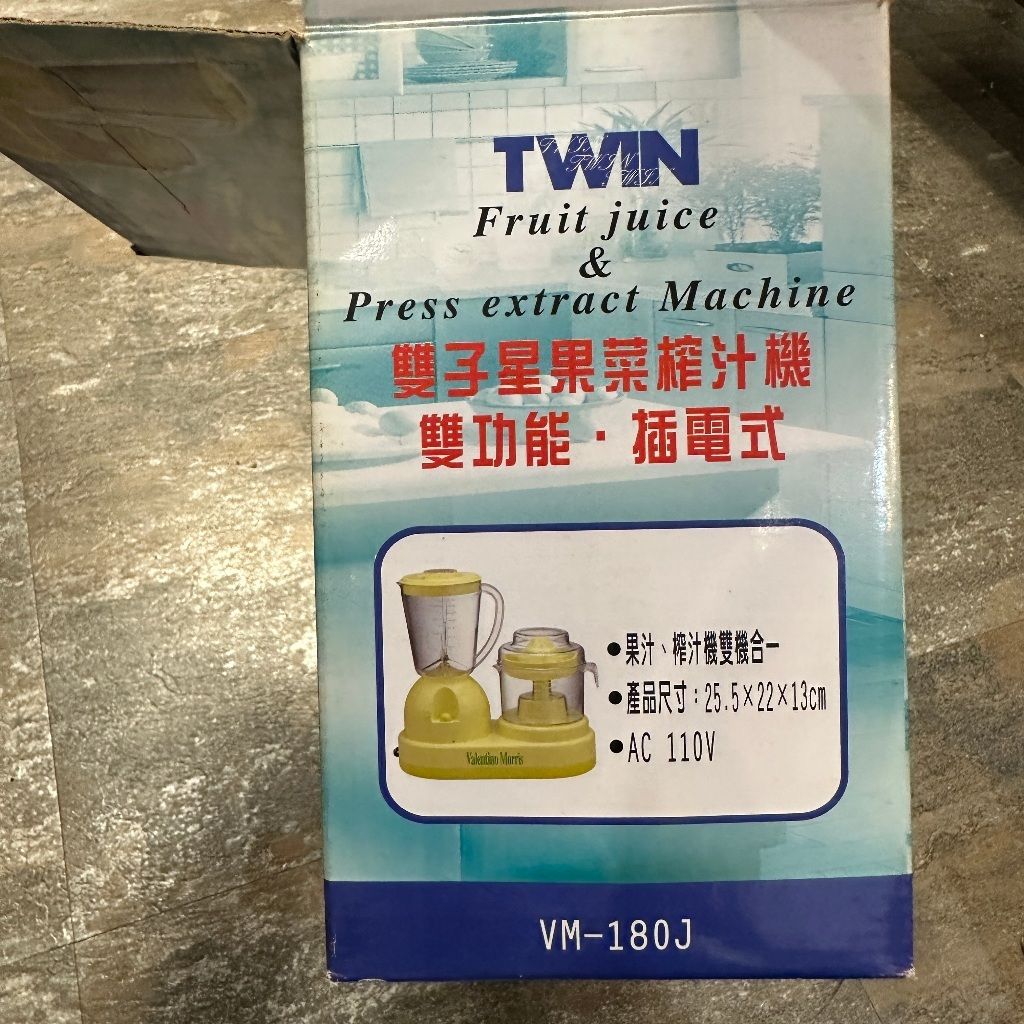 TWIN
Fruit juice
&
Press extract Machine
雙子星果菜榨汁機
雙功能·插電式
●果汁、榨汁機雙機合一
●產品尺寸:25.5×22×13cm
●AC 110V
Valentino Morris
VM-180J